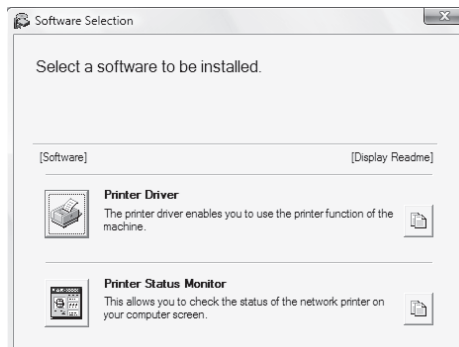 Software Selection
Select a software to be installed.
[Software] [Display Readme]
Printer Driver
The printer driver enables you to use the printer function of the
machine.
Printer Status Monitor
This allows you to check the status of the network printer on
your computer screen.